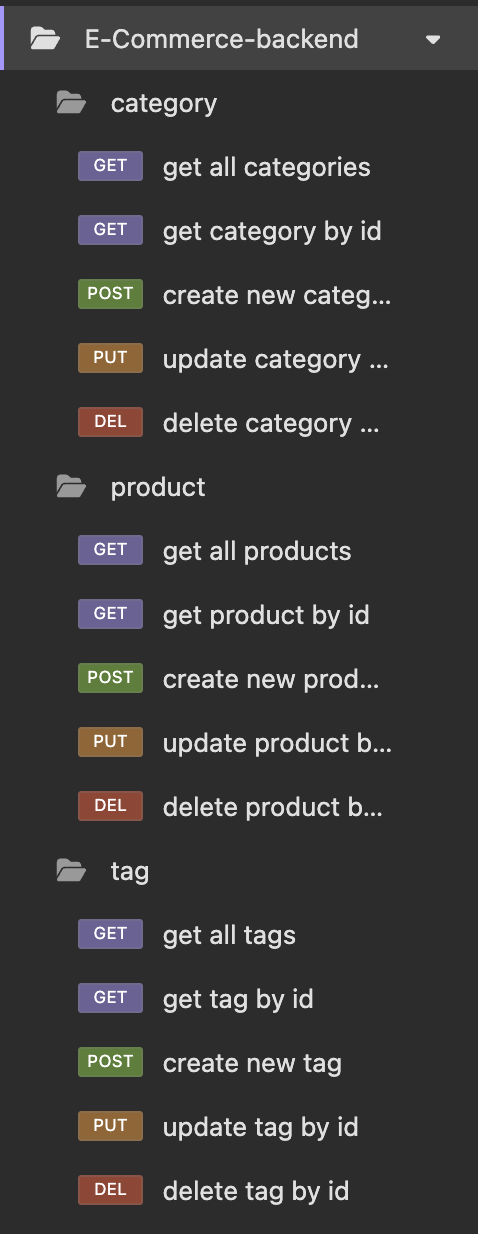 E-Commerce-backend
category
GET get all categories
GET get category by id
POST create new categ...
PUT update category ...
DEL delete category ...
product
GET get all products
GET get product by id
POST create new prod...
PUT update product b...
DEL delete product b...
tag
GET get all tags
GET get tag by id
POST create new tag
PUT update tag by id
DEL delete tag by id